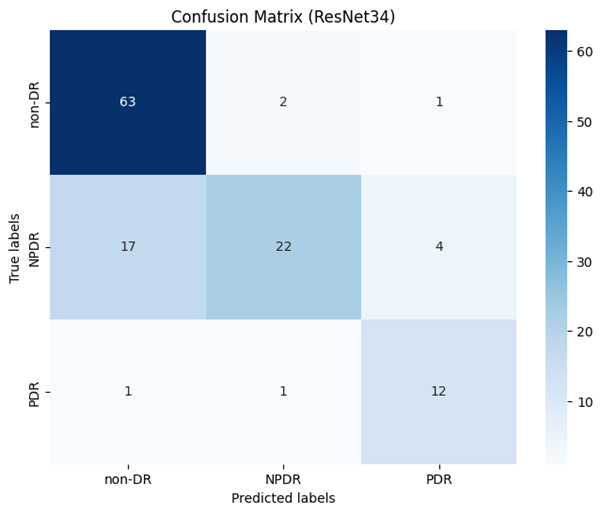 Confusion Matrix (ResNet34)
True labels
non-DR
63
2
1
NPDR
17
22
4
PDR
1
1
12
non-DR
NPDR
PDR
Predicted labels
60
50
40
30
20
10